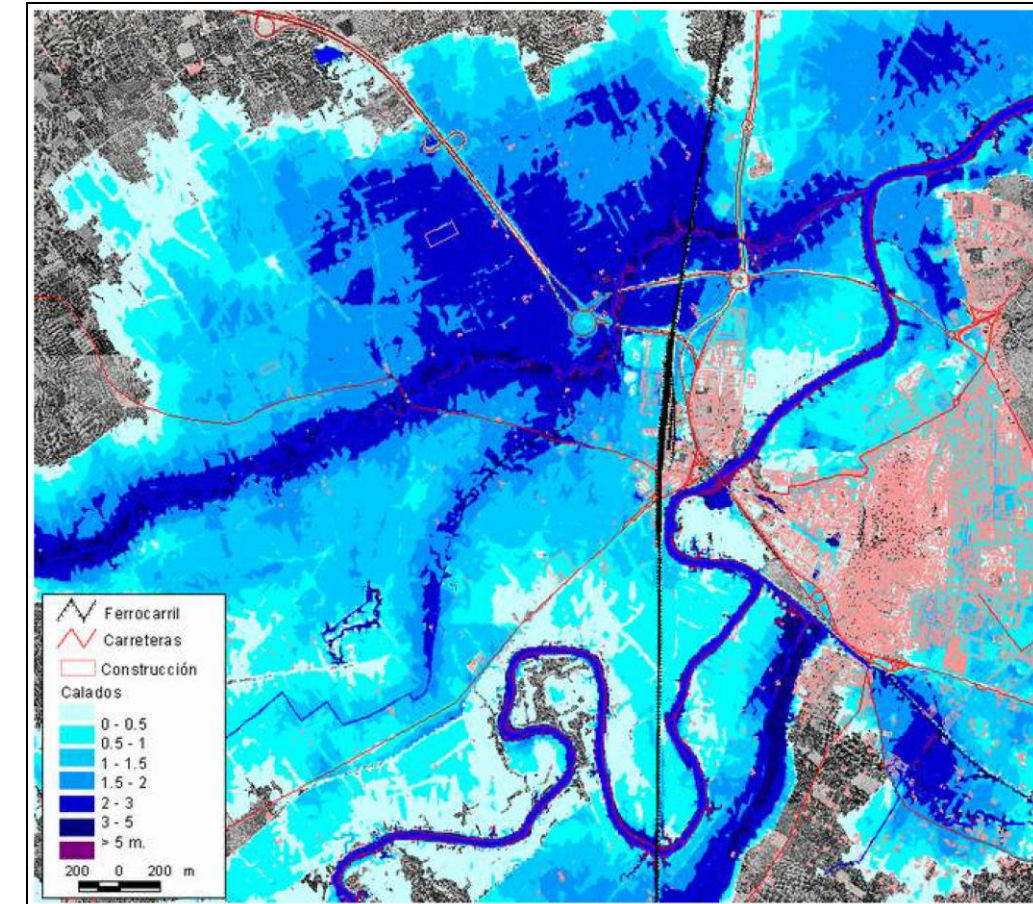 Ferrocarril
Carreteras
Construcción
Calados
0 - 0.5
0.5 - 1
1 - 1.5
1.5 - 2
2 - 3
3 - 5
> 5 m.
200 0 200 m